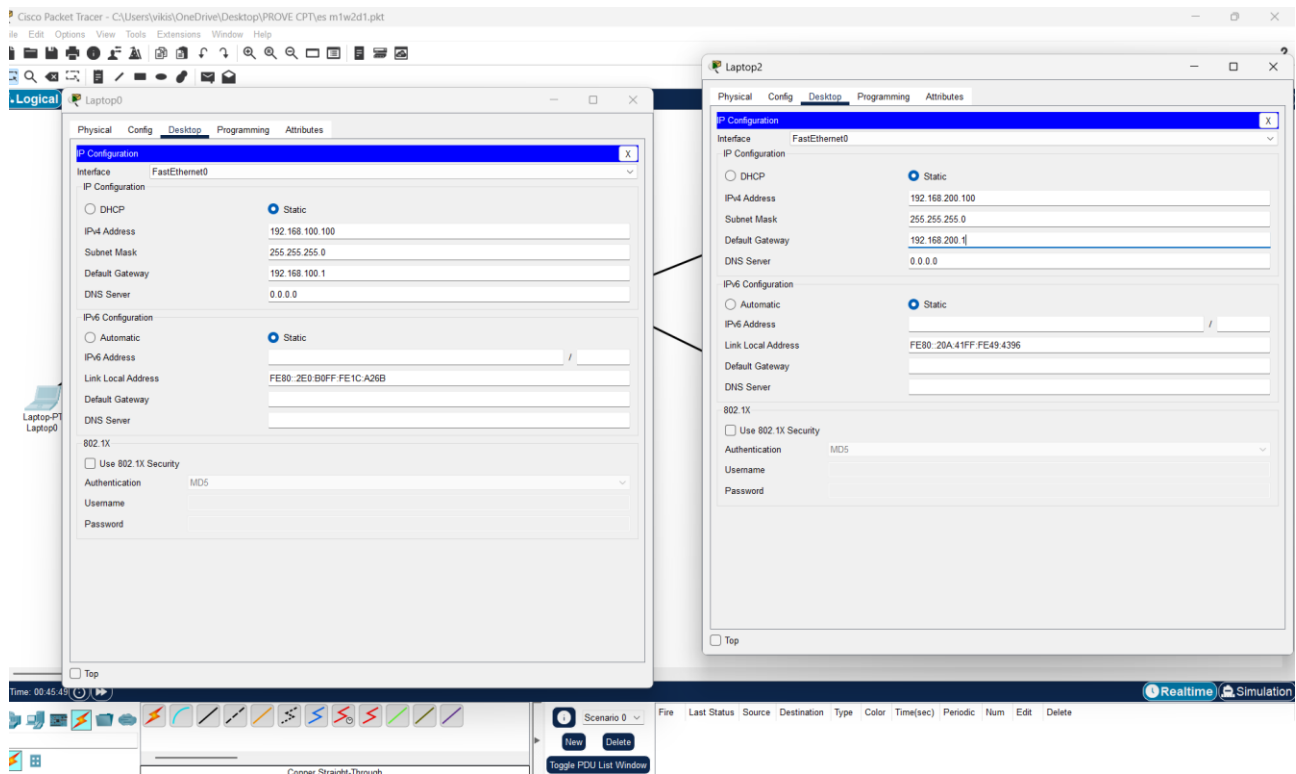 Cisco Packet Tracer - C:\Users\vikis\OneDrive\Desktop\PROVE CPT\es m1w2d1.pkt
Edit Options View Tools Extensions Window Help
?
Logical
Laptop0
Physical Config Desktop Programming Attributes
IP Configuration
X
Interface FastEthernet0
IP Configuration
DHCP Static
IPv4 Address 192.168.100.100
Subnet Mask 255.255.255.0
Default Gateway 192.168.100.1
DNS Server 0.0.0.0
IPv6 Configuration
Automatic Static
IPv6 Address /
Link Local Address FE80::2E0:B0FF:FE1C:A26B
Default Gateway
DNS Server
802.1X
Use 802.1X Security
Authentication MD5
Username
Password
Top
Laptop2
Physical Config Desktop Programming Attributes
IP Configuration
X
Interface FastEthernet0
IP Configuration
DHCP Static
IPv4 Address 192.168.200.100
Subnet Mask 255.255.255.0
Default Gateway 192.168.200.1
DNS Server 0.0.0.0
IPv6 Configuration
Automatic Static
IPv6 Address /
Link Local Address FE80::20A:41FF:FE49:4396
Default Gateway
DNS Server
802.1X
Use 802.1X Security
Authentication MD5
Username
Password
Top
Laptop-PT
Laptop0
Time: 00:45:49
Realtime Simulation
Scenario 0
New Delete
Toggle PDU List Window
Fire Last Status Source Destination Type Color Time(sec) Periodic Num Edit Delete
Copper Straight-Through